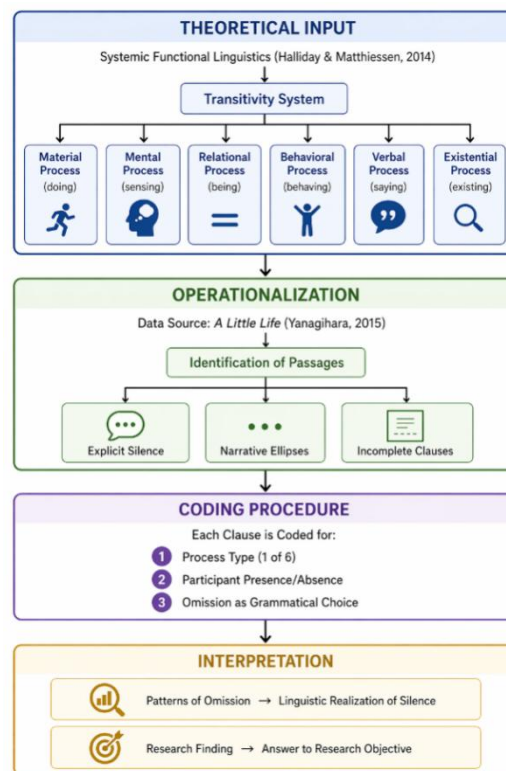 THEORETICAL INPUT
Systemic Functional Linguistics (Halliday & Matthiessen, 2014)
Transitivity System
Material Process (doing)
Mental Process (sensing)
Relational Process (being)
Behavioral Process (behaving)
Verbal Process (saying)
Existential Process (existing)
OPERATIONALIZATION
Data Source: A Little Life (Yanagihara, 2015)
Identification of Passages
Explicit Silence
Narrative Ellipses
Incomplete Clauses
CODING PROCEDURE
Each Clause is Coded for:
1 Process Type (1 of 6)
2 Participant Presence/Absence
3 Omission as Grammatical Choice
INTERPRETATION
Patterns of Omission → Linguistic Realization of Silence
Research Finding → Answer to Research Objective